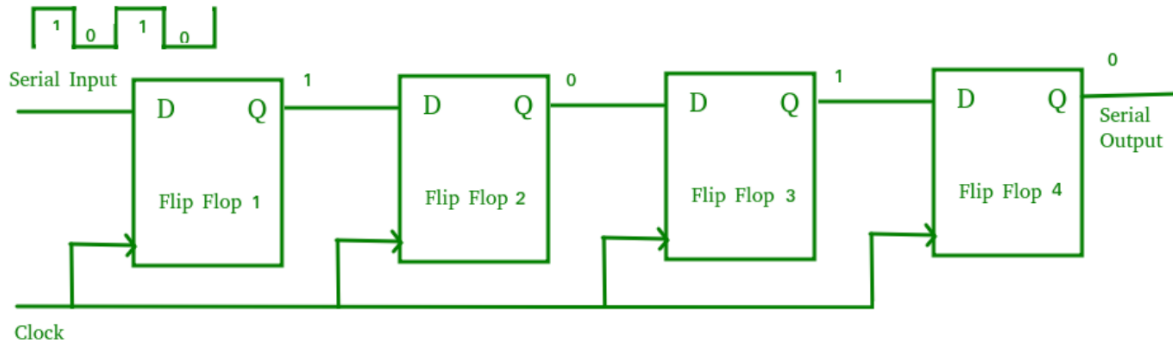 1 0 1 0
Serial Input
1
0
1
0
D Q
D Q
D Q
D Q
Serial
Output
Flip Flop 1
Flip Flop 2
Flip Flop 3
Flip Flop 4
Clock